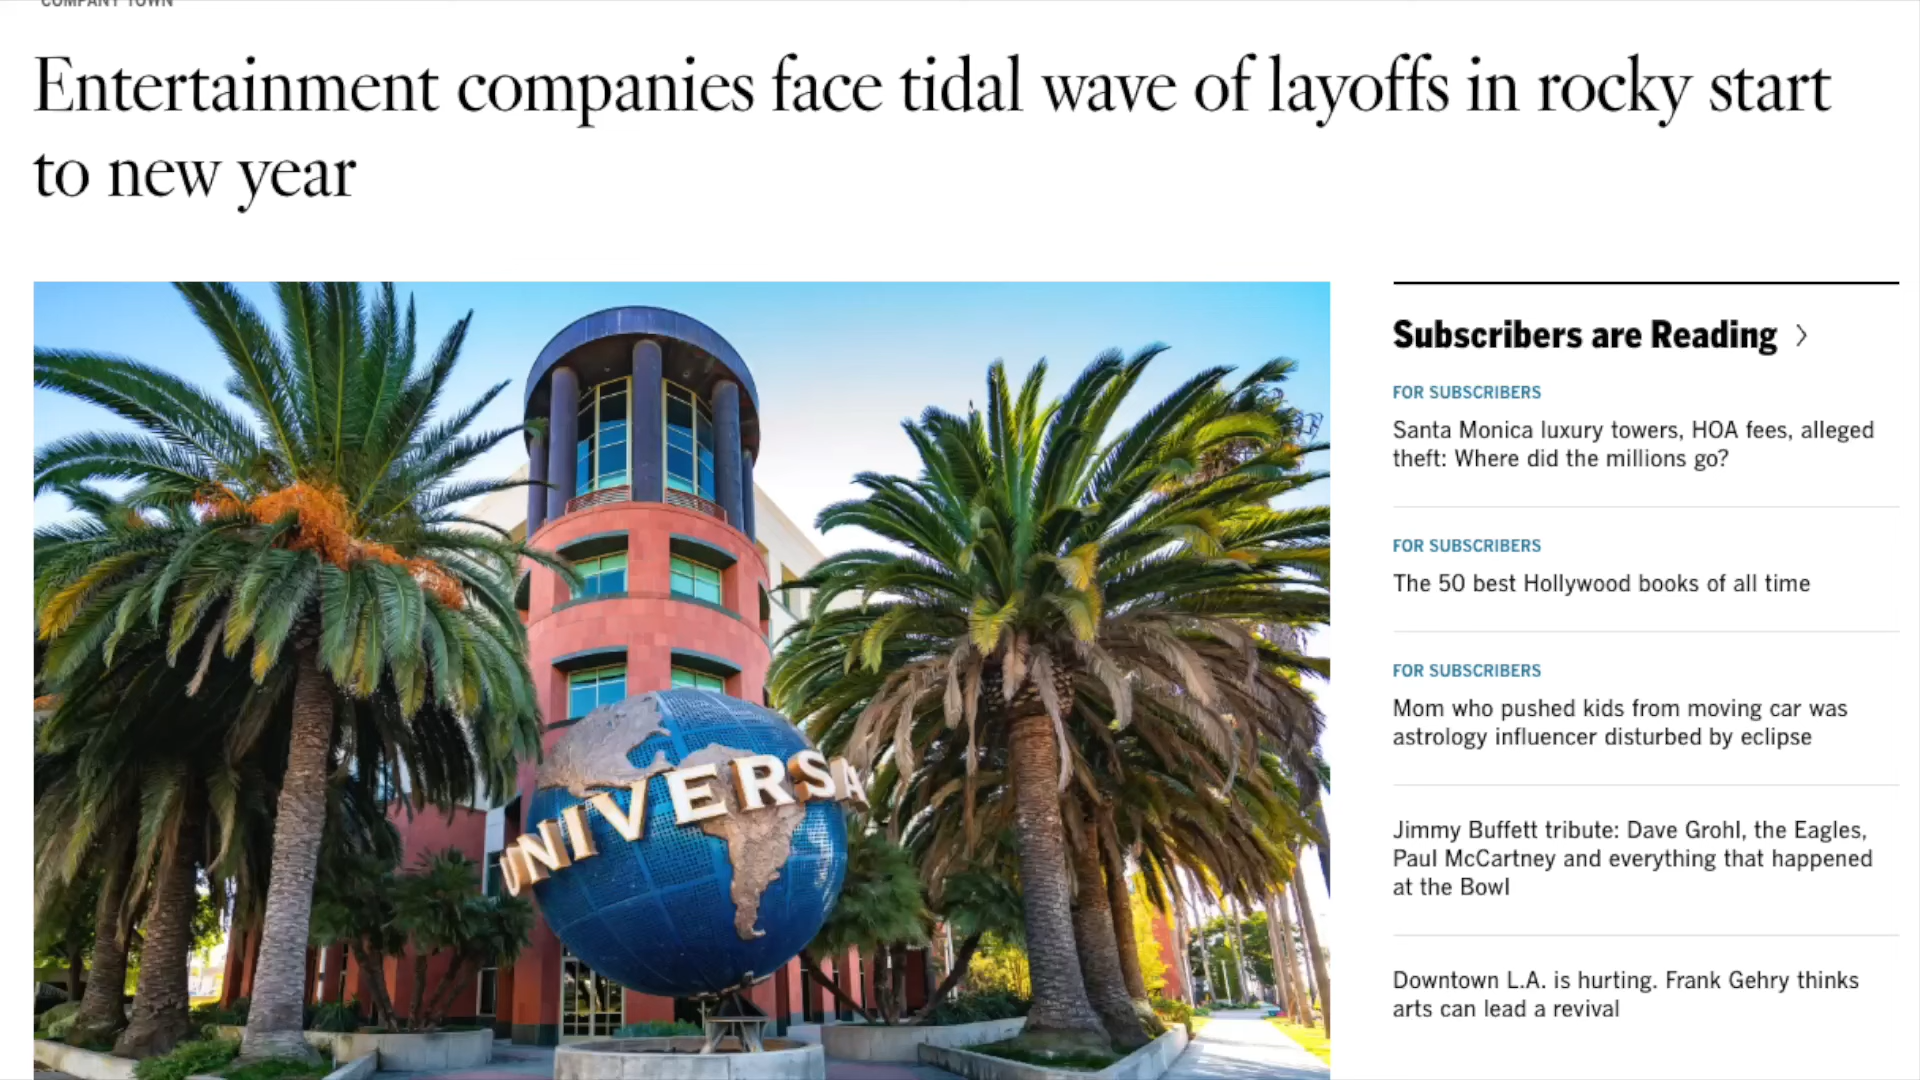 COMPANY TOWN
Entertainment companies face tidal wave of layoffs in rocky start
to new year
UNIVERSA
Subscribers are Reading
FOR SUBSCRIBERS
Santa Monica luxury towers, HOA fees, alleged
theft: Where did the millions go?
FOR SUBSCRIBERS
The 50 best Hollywood books of all time
FOR SUBSCRIBERS
Mom who pushed kids from moving car was
astrology influencer disturbed by eclipse
Jimmy Buffett tribute: Dave Grohl, the Eagles,
Paul McCartney and everything that happened
at the Bowl
Downtown L.A. is hurting. Frank Gehry thinks
arts can lead a revival